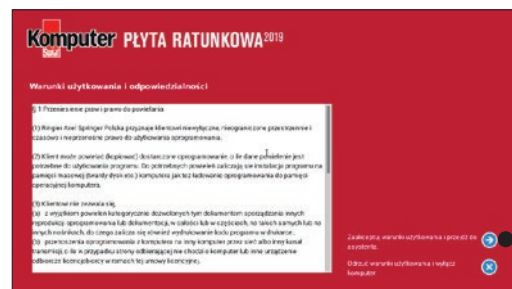 Komputer PŁYTA RATUNKOWA 2019
Świat
Warunki użytkowania i odpowiedzialności
§ 1 Przeniesienie praw i prawo do powielania
(1) Ringier Axel Springer Polska przyznaje klientowi niewyłączne, nieograniczone przestrzennie i
czasowo i nieprzenośne prawo do użytkowania oprogramowania.
(2) Klient może powielać (kopiować) dostarczone oprogramowanie, o ile dane powielenie jest
potrzebne do użytkowania programu. Do potrzebnych powieleń zaliczają się instalacja programu na
pamięci masowej (twardy dysk etc.) komputera jak też ładowanie oprogramowania do pamięci
operacyjnej komputera.
(3) Klientowi nie zezwala się,
(a) z wyjątkiem powieleń kategorycznie dozwolonych tym dokumentem sporządzania innych
reprodukcji oprogramowania lub dokumentacji, w całości lub w częściach, na takich samych lub na
innych nośnikach, do czego zalicza się również wydrukowanie kodu programu w drukarce,
(b) przenoszenia oprogramowania z komputera na inny komputer przez sieć albo inny kanał
transmisji, o ile w przypadku strony odbierającej nie chodzi o komputer lub inne urządzenie
odbiorcze licencjobiorcy w ramach tej umowy licencyjnej.
Zaakceptuj warunki użytkowania i przejdź do
asystenta.
Odrzuć warunki użytkowania i wyłącz
komputer